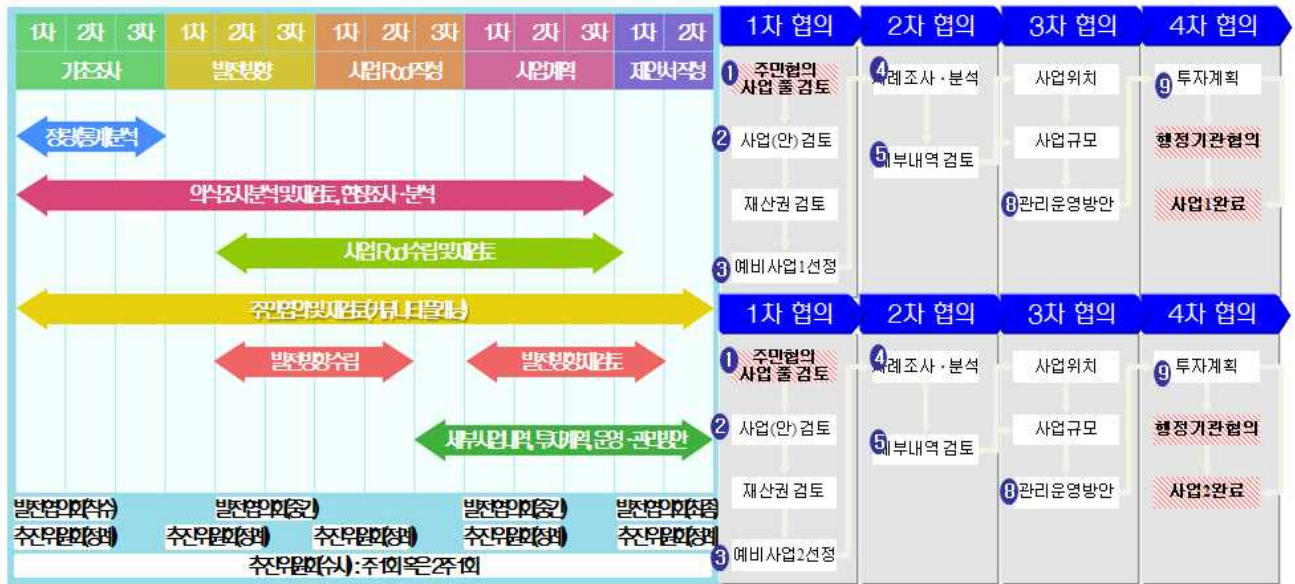 1차 2차 3차 1차 2차 3차 1차 2차 3차 1차 2차 3차 1차 2차
기초조사 발전방향 사업Pool작성 사업계획 제안서작성
정량통계분석
의식조사분석 및 재검토, 현장조사·분석
사업Pool수립 및 재검토
주민협의 및 재검토(커뮤니티플래닝)
발전방향수립 발전방향재검토
세부사업내역, 투자계획, 운영·관리방안
발전협의회(착수) 발전협의회(중간) 발전협의회(중간) 발전협의회(최종)
추진위원회(정례) 추진위원회(정례) 추진위원회(정례) 추진위원회(정례) 추진위원회(정례)
추진위원회(수시) : 주1회 혹은 2주1회
1차 협의 2차 협의 3차 협의 4차 협의
1 주민협의
사업 풀 검토
2 사업(안) 검토
재산권 검토
3 예비사업1선정
4 사례조사·분석
5 세부내역 검토
사업위치
사업규모
8 관리운영방안
9 투자계획
행정기관협의
사업1완료
1차 협의 2차 협의 3차 협의 4차 협의
1 주민협의
사업 풀 검토
2 사업(안) 검토
재산권 검토
3 예비사업2선정
4 사례조사·분석
5 세부내역 검토
사업위치
사업규모
8 관리운영방안
9 투자계획
행정기관협의
사업2완료